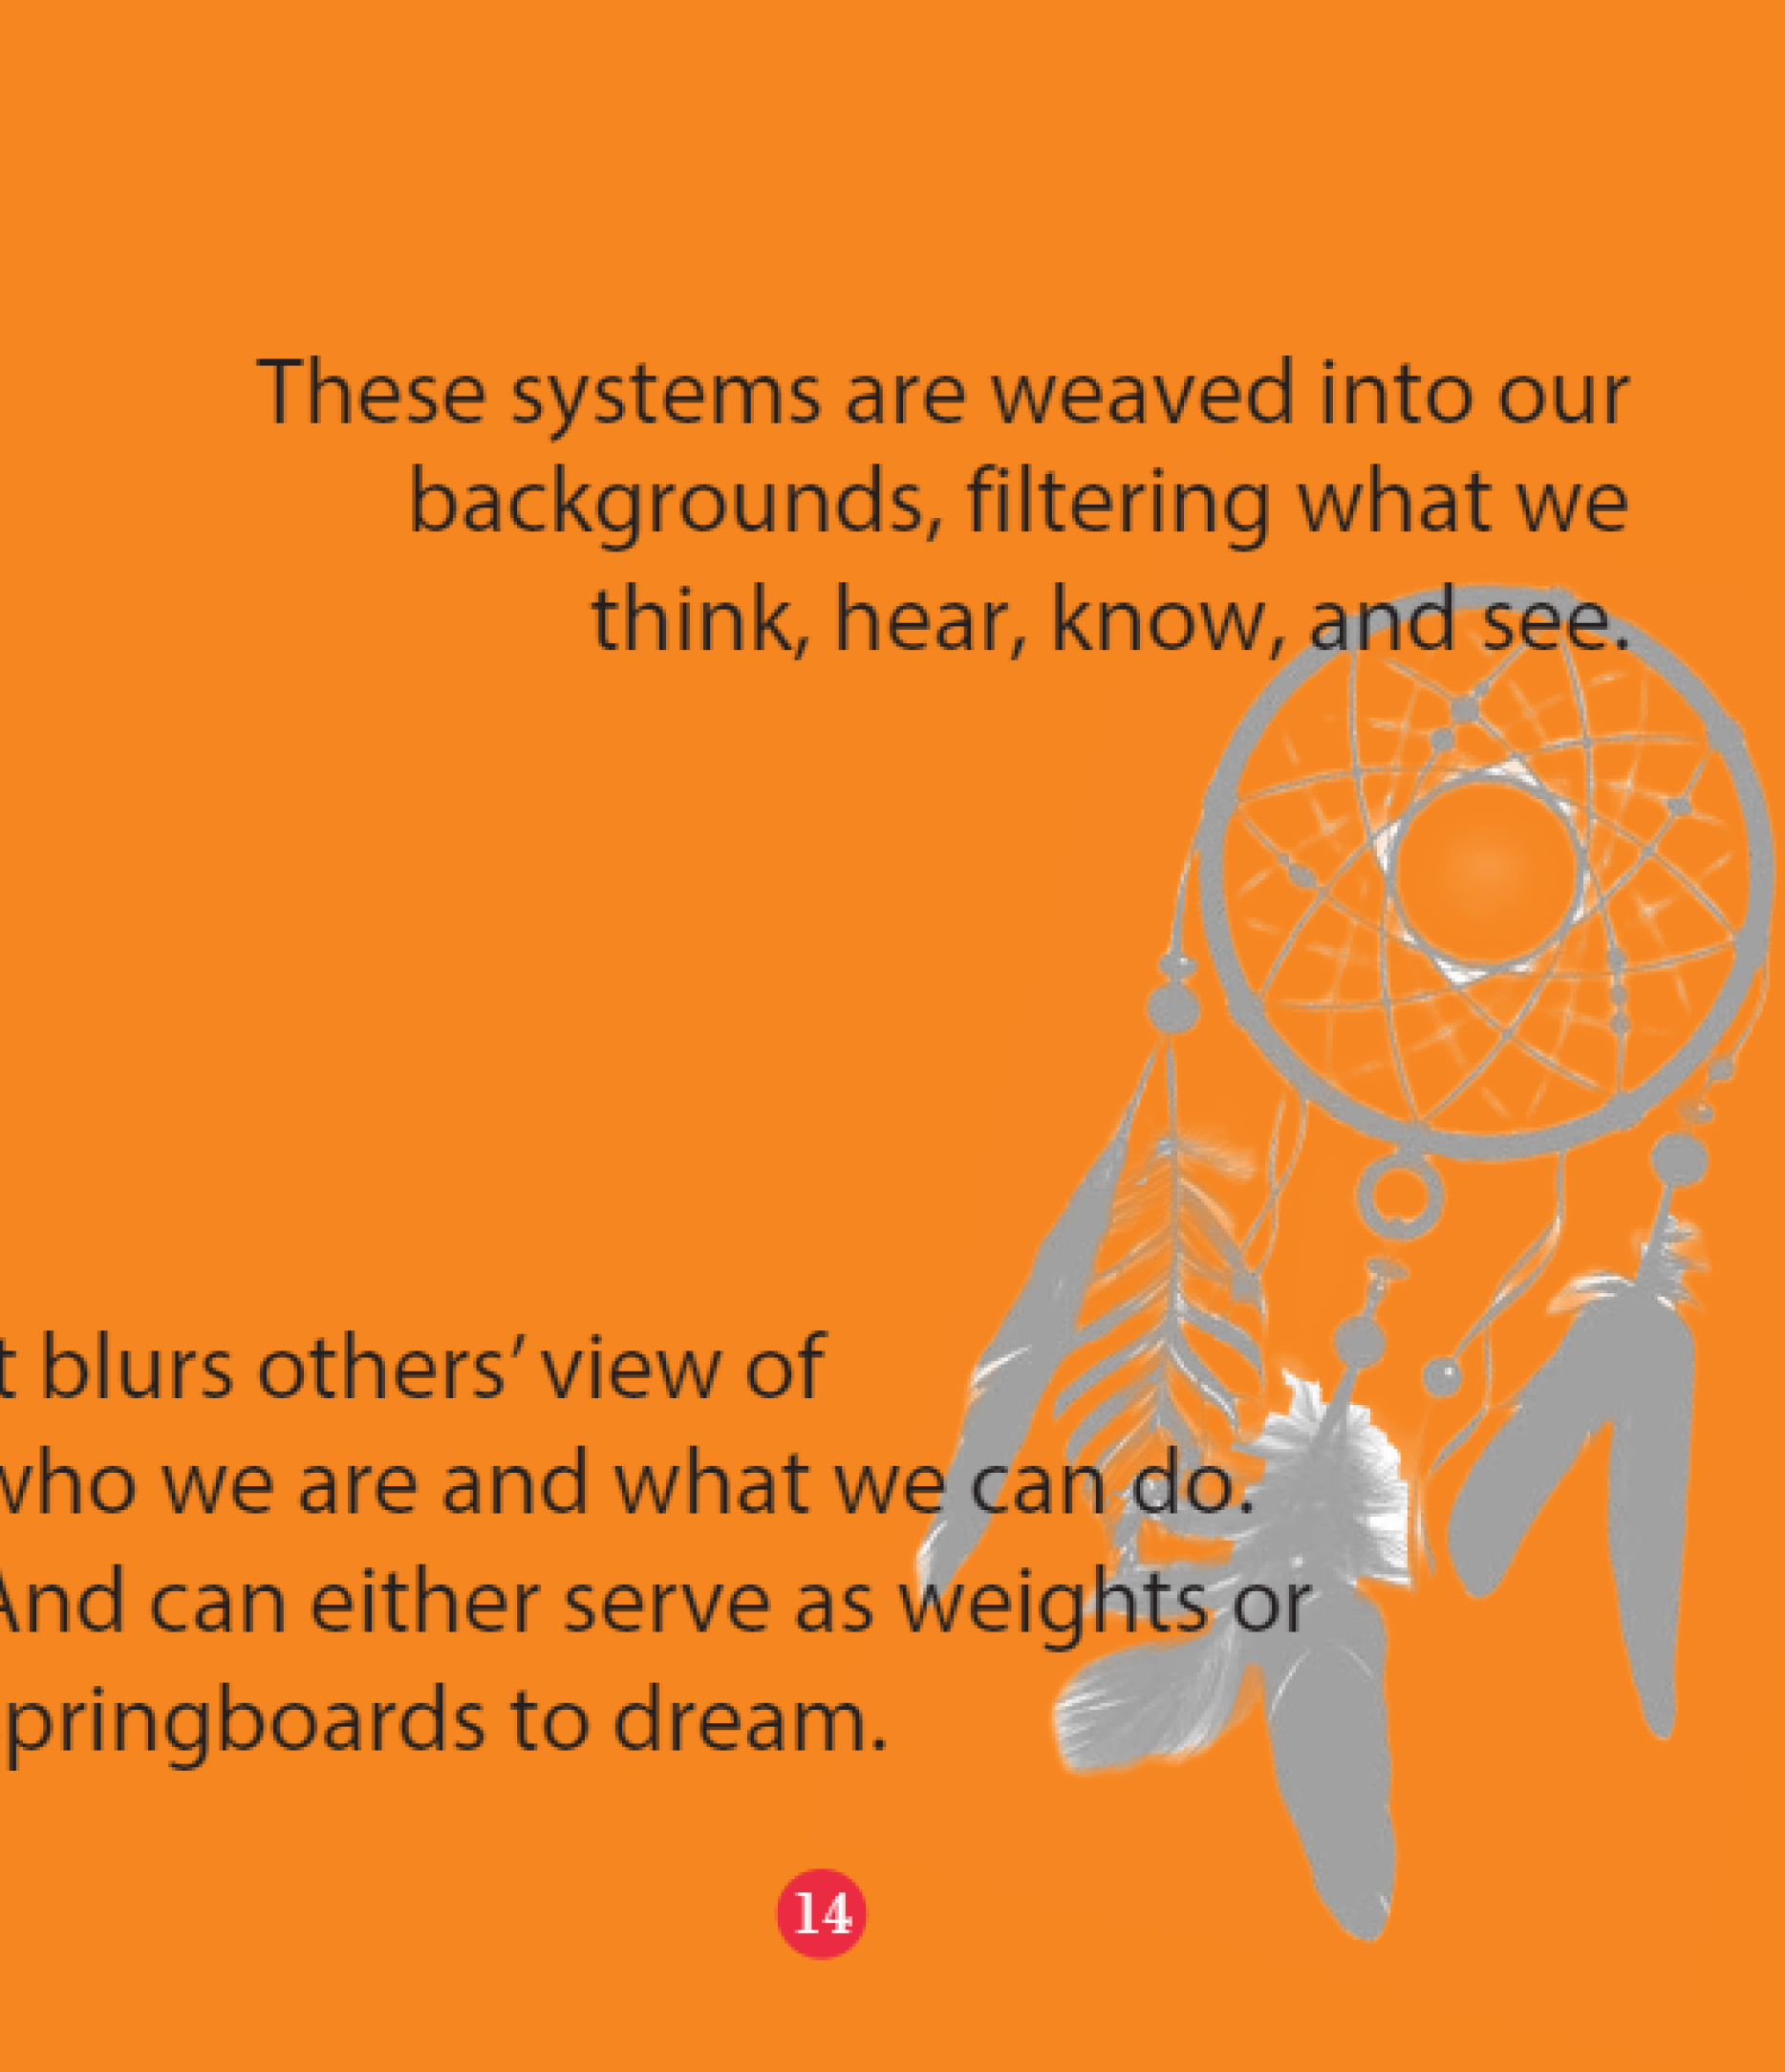 These systems are weaved into our
backgrounds, filtering what we
think, hear, know, and see.
t blurs others’ view of
who we are and what we can do.
And can either serve as weights or
pringboards to dream.
14